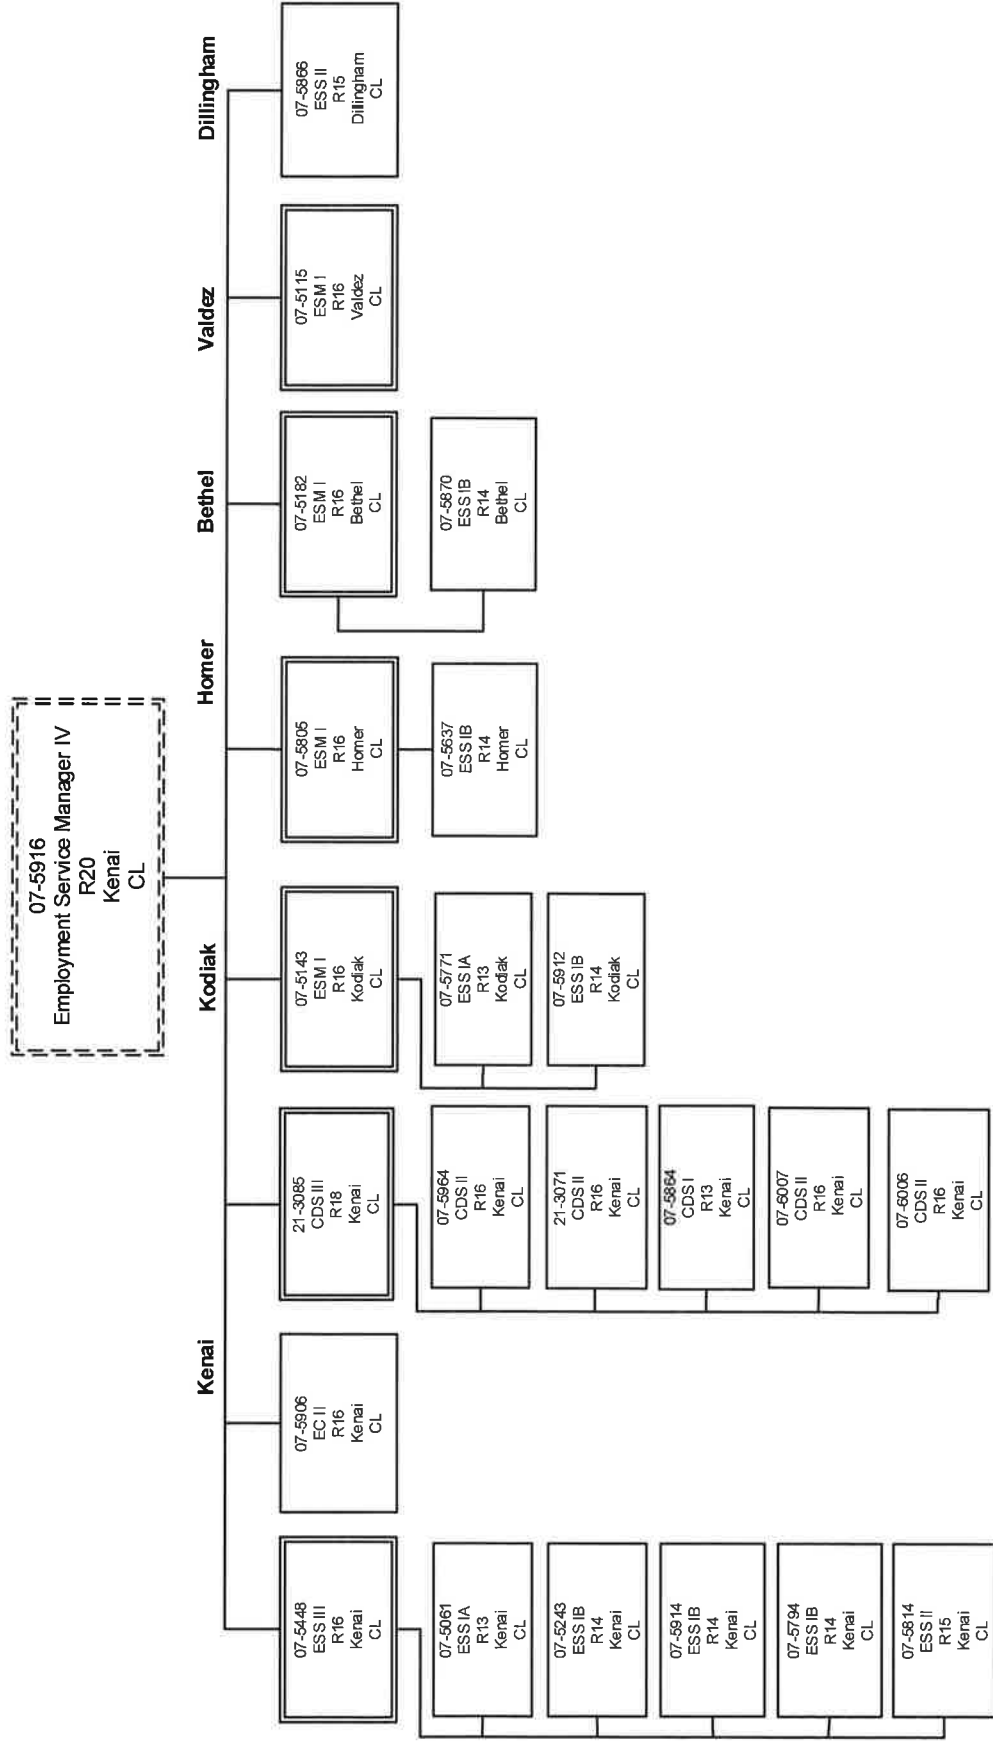 07-5916
Employment Service Manager IV
R20
Kenai
CL
Kenai
Kodiak
Homer
Bethel
Valdez
Dillingham
07-5448
ESS III
R16
Kenai
CL
07-5906
EC II
R16
Kenai
CL
21-3085
CDS III
R18
Kenai
CL
07-5143
ESM I
R16
Kodiak
CL
07-5805
ESM I
R16
Homer
CL
07-5182
ESM I
R16
Bethel
CL
07-5115
ESM I
R16
Valdez
CL
07-5866
ESS II
R15
Dillingham
CL
07-5061
ESS IA
R13
Kenai
CL
07-5964
CDS II
R16
Kenai
CL
07-5771
ESS IA
R13
Kodiak
CL
07-5637
ESS IB
R14
Homer
CL
07-5870
ESS IB
R14
Bethel
CL
07-5243
ESS IB
R14
Kenai
CL
21-3071
CDS II
R16
Kenai
CL
07-5912
ESS IB
R14
Kodiak
CL
07-5914
ESS IB
R14
Kenai
CL
07-5864
CDS I
R13
Kenai
CL
07-5794
ESS IB
R14
Kenai
CL
07-6007
CDS II
R16
Kenai
CL
07-5814
ESS II
R15
Kenai
CL
07-6006
CDS II
R16
Kenai
CL